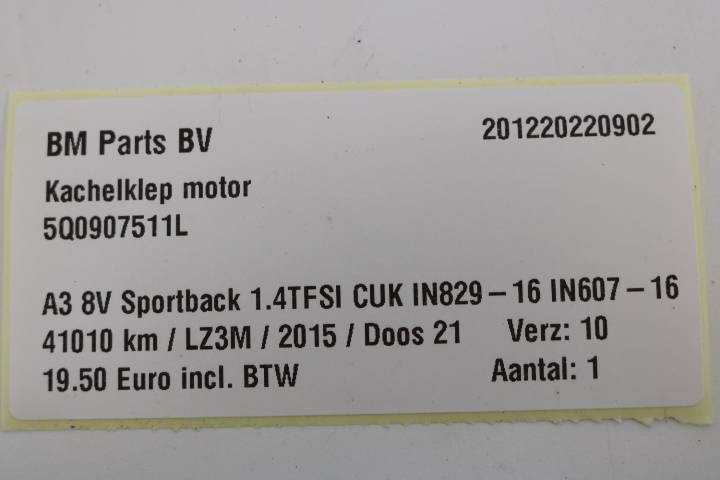 BM Parts BV 201220220902
Kachelklep motor
5Q0907511L
A3 8V Sportback 1.4TFSI CUK IN829-16 IN607-16
41010 km / LZ3M / 2015 / Doos 21 Verz: 10
19.50 Euro incl. BTW Aantal: 1